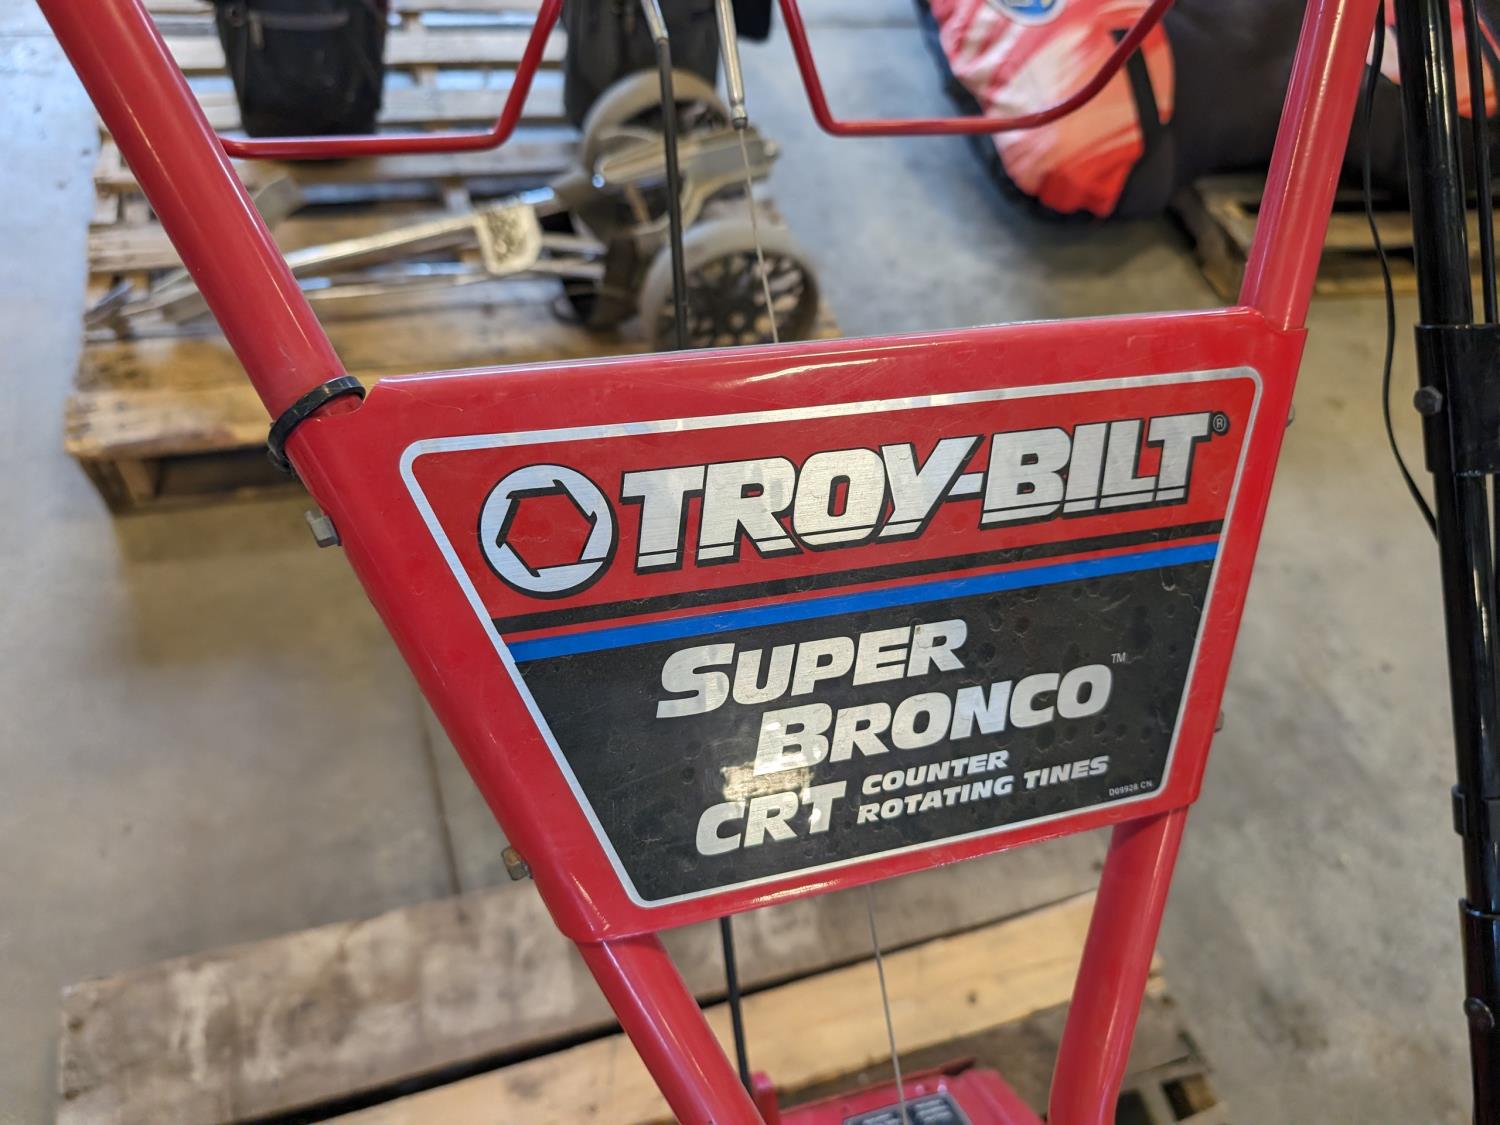 TROY-BILT®
SUPER
BRONCO™
CRT COUNTER
ROTATING TINES